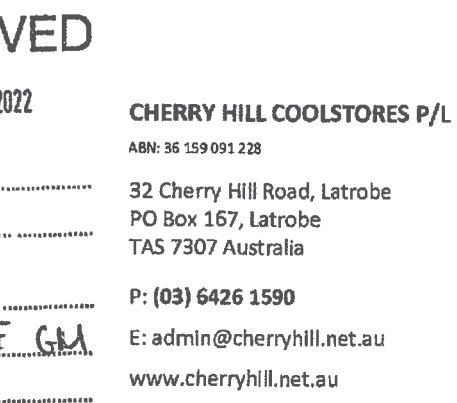 VED
2022
CHERRY HILL COOLSTORES P/L
ABN: 36 159 091 228
32 Cherry Hill Road, Latrobe
PO Box 167, Latrobe
TAS 7307 Australia
P: (03) 6426 1590
GM
E: admin@cherryhill.net.au
www.cherryhill.net.au